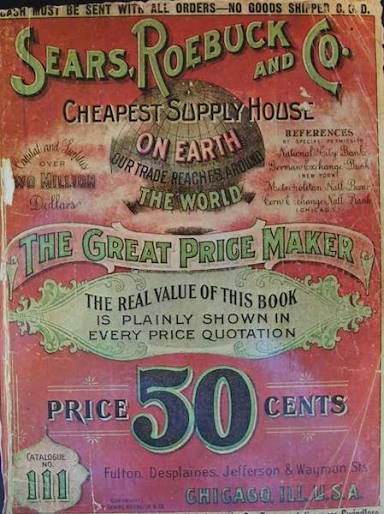 CASH MUST BE SENT WITH ALL ORDERS—NO GOODS SHIPPED C. O. D.
SEARS, ROEBUCK AND CO.
CHEAPEST SUPPLY HOUSE
ON EARTH
OUR TRADE REACHES AROUND
THE WORLD
Capital and Surplus
OVER
TWO MILLION
Dollars
REFERENCES
BY SPECIAL PERMISSION
National City Bank
German Exchange Bank
(NEW YORK)
Metropolitan Natl Bank
Corn Exchange Natl Bank
(CHICAGO)
THE GREAT PRICE MAKER
THE REAL VALUE OF THIS BOOK
IS PLAINLY SHOWN IN
EVERY PRICE QUOTATION
PRICE 50 CENTS
CATALOGUE
NO.
111
Fulton, Desplaines, Jefferson & Wayman Sts
CHICAGO, ILL. U.S.A.